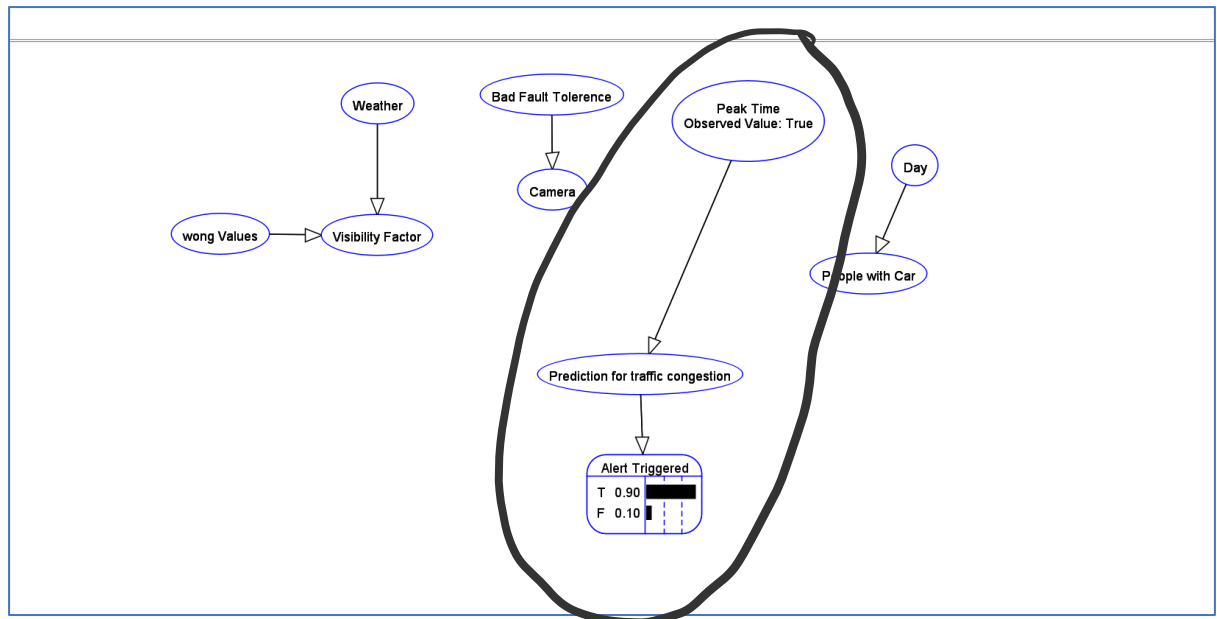 Weather
Bad Fault Tolerence
Peak Time
Observed Value: True
Camera
Day
wong Values
Visibility Factor
People with Car
Prediction for traffic congestion
Alert Triggered
T 0.90
F 0.10